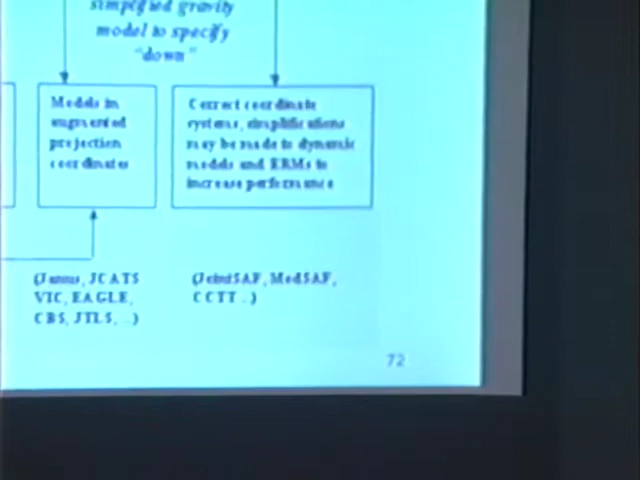 simplified gravity
model to specify
"down"
Models in
augmented
projection
coordinates
Correct coordinate
systems, simplifications
may be made to dynamic
models and ERMs to
increase performance
(Janus, JCATS
VIC, EAGLE,
CBS, JTLS, ..)
(JointSAF, ModSAF,
CCTT ..)
72